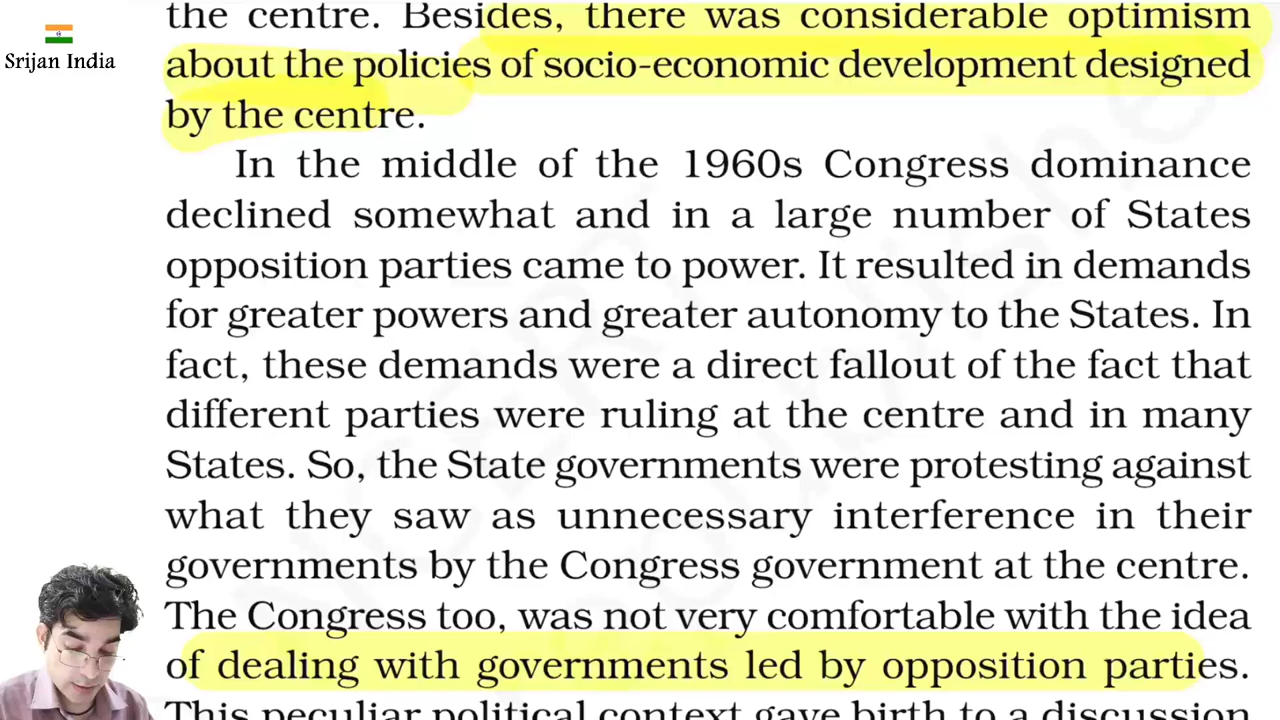 the centre. Besides, there was considerable optimism
Srijan India
about the policies of socio-economic development designed
by the centre.
In the middle of the 1960s Congress dominance
declined somewhat and in a large number of States
opposition parties came to power. It resulted in demands
for greater powers and greater autonomy to the States. In
fact, these demands were a direct fallout of the fact that
different parties were ruling at the centre and in many
States. So, the State governments were protesting against
what they saw as unnecessary interference in their
governments by the Congress government at the centre.
The Congress too, was not very comfortable with the idea
of dealing with governments led by opposition parties.
This peculiar political context gave birth to a discussion